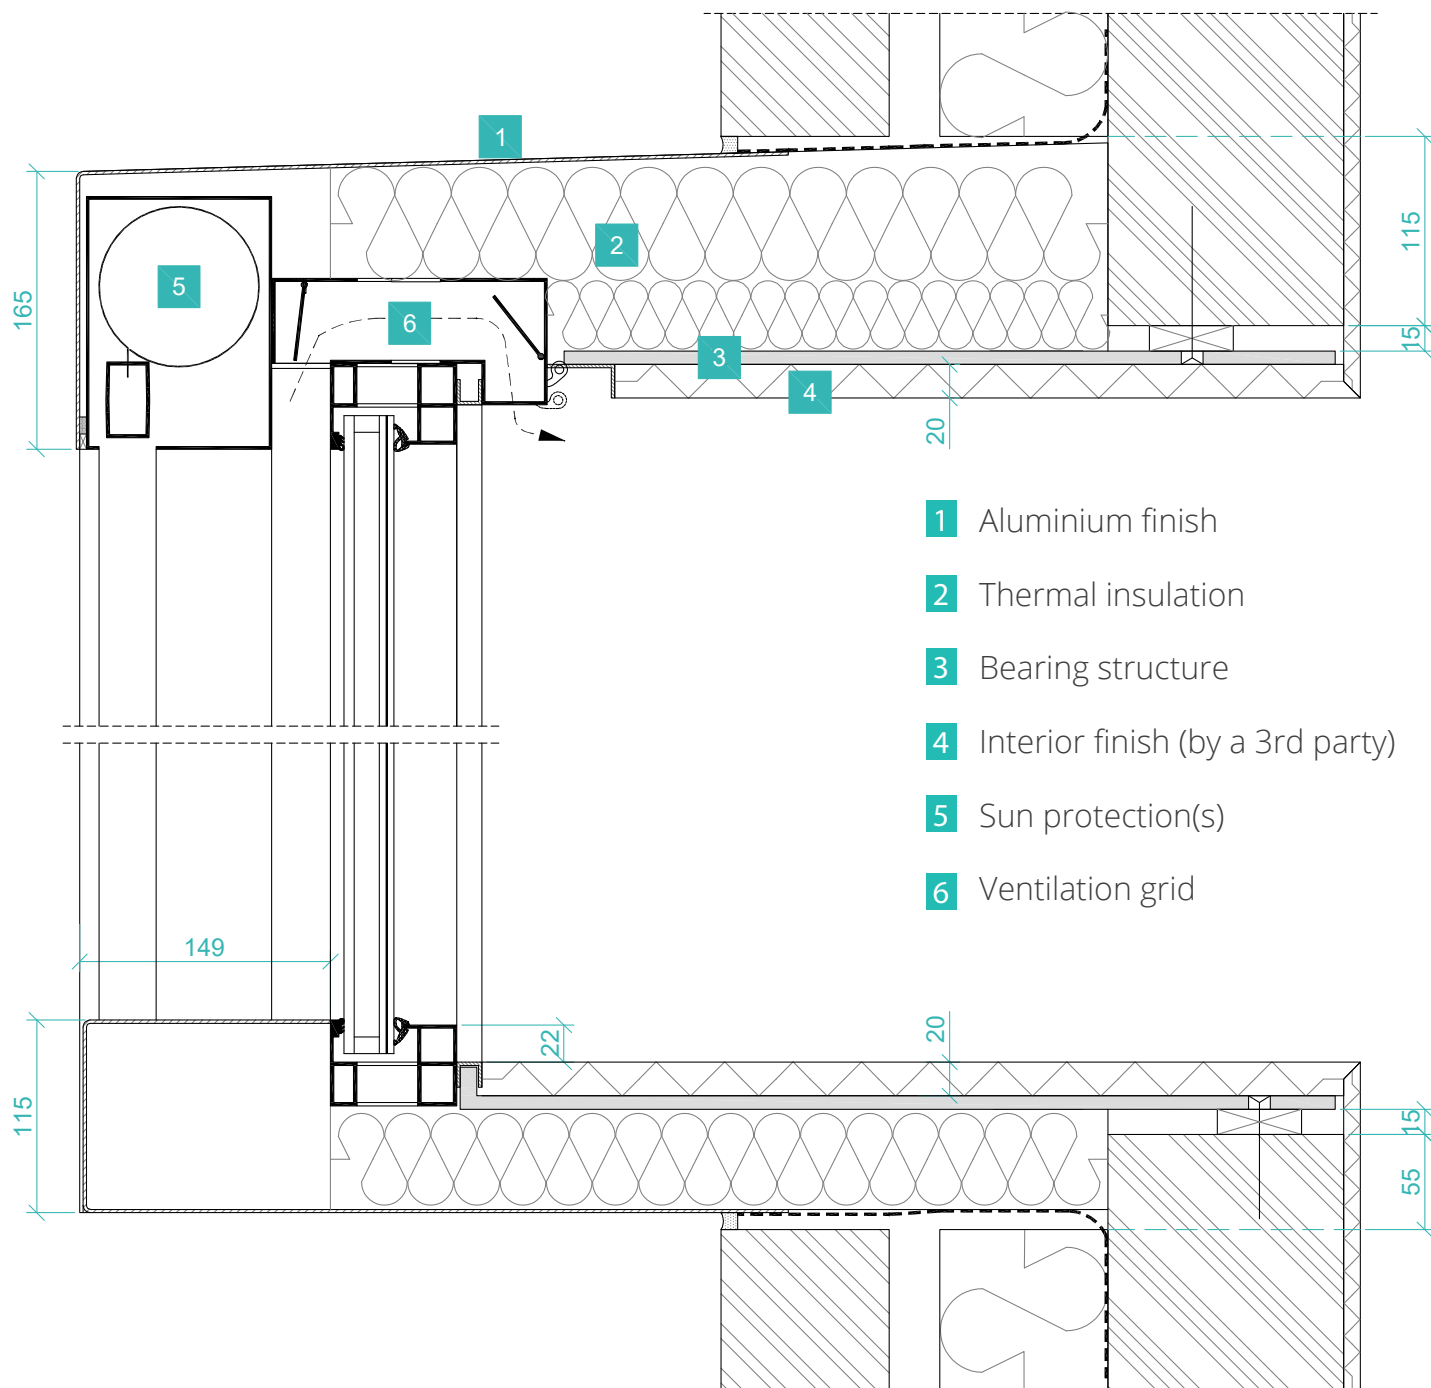 1
2
5
6
3
4
165
115
15
20
1 Aluminium finish
2 Thermal insulation
3 Bearing structure
4 Interior finish (by a 3rd party)
5 Sun protection(s)
6 Ventilation grid
149
22
20
115
15
55